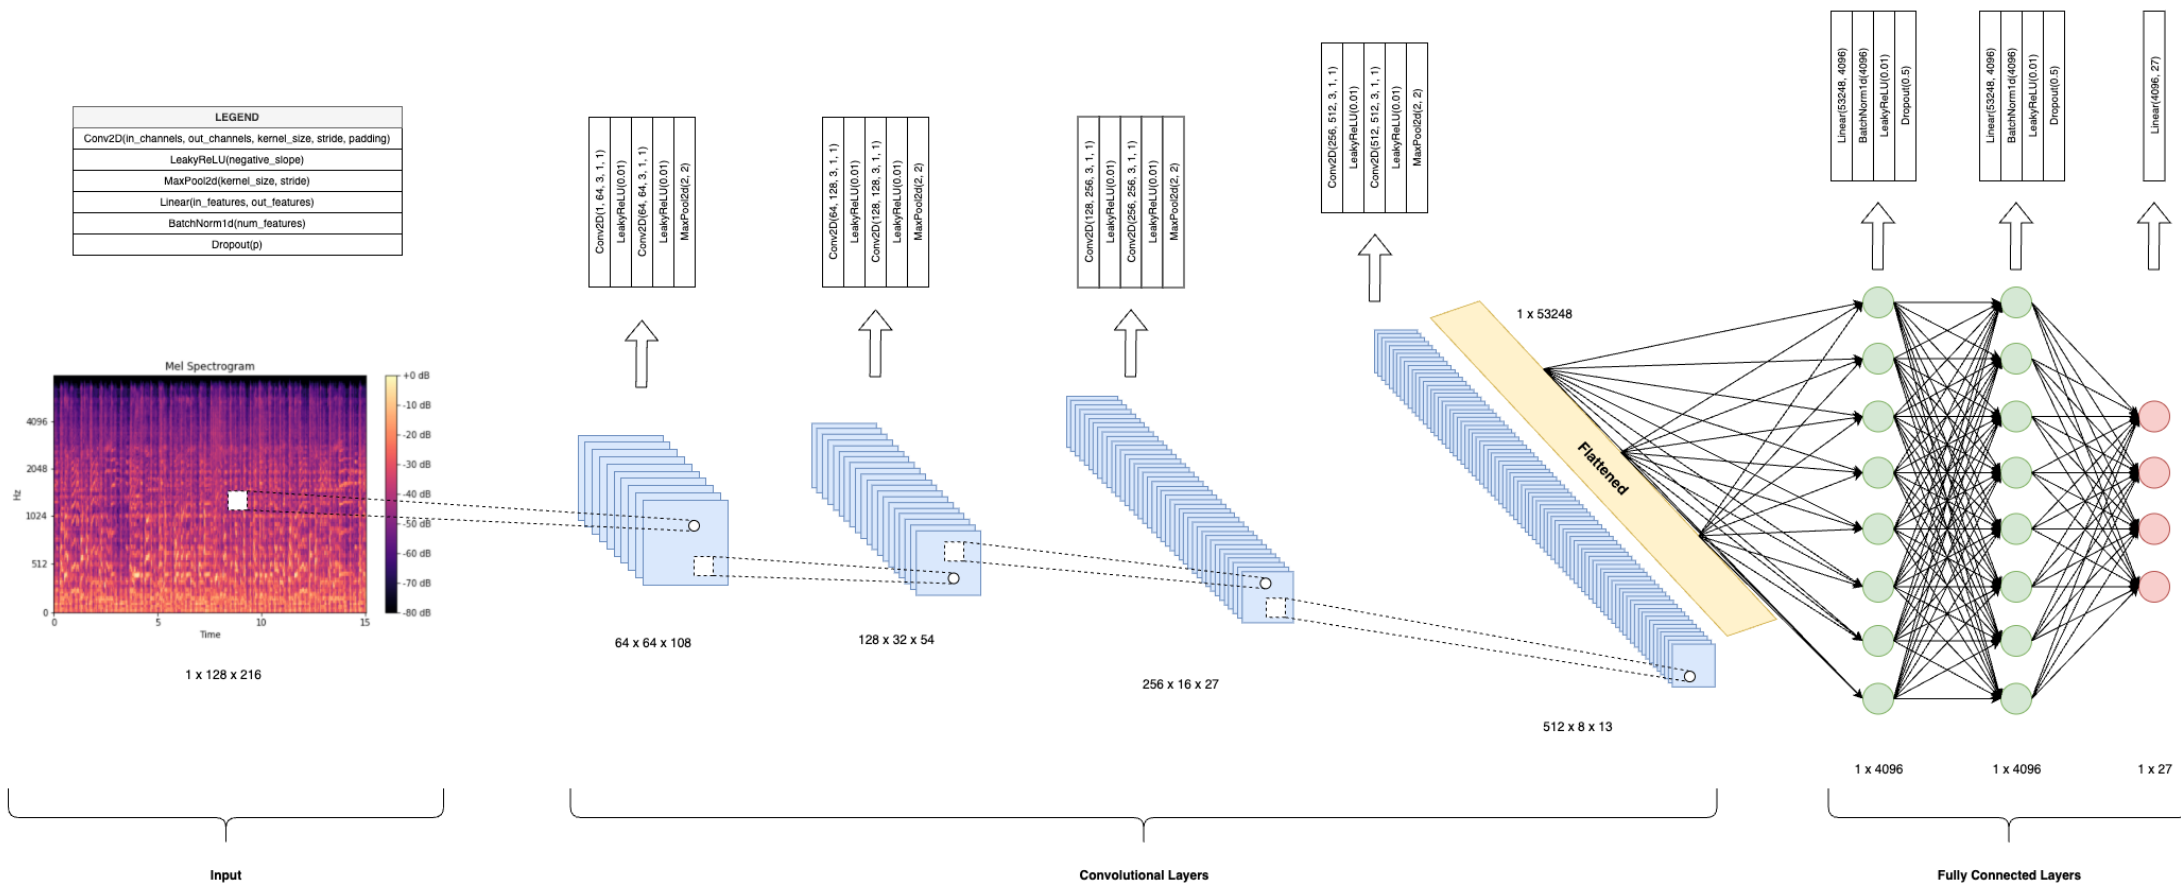 LEGEND
Conv2D(in_channels, out_channels, kernel_size, stride, padding)
LeakyReLU(negative_slope)
MaxPool2d(kernel_size, stride)
Linear(in_features, out_features)
BatchNorm1d(num_features)
Dropout(p)
Mel Spectrogram
Hz
4096
2048
1024
512
0
0
5
10
15
Time
+0 dB
-10 dB
-20 dB
-30 dB
-40 dB
-50 dB
-60 dB
-70 dB
-80 dB
1 x 128 x 216
Input
Conv2D(1, 64, 3, 1, 1)
LeakyReLU(0.01)
Conv2D(64, 64, 3, 1, 1)
LeakyReLU(0.01)
MaxPool2d(2, 2)
64 x 64 x 108
Conv2D(64, 128, 3, 1, 1)
LeakyReLU(0.01)
Conv2D(128, 128, 3, 1, 1)
LeakyReLU(0.01)
MaxPool2d(2, 2)
128 x 32 x 54
Conv2D(128, 256, 3, 1, 1)
LeakyReLU(0.01)
Conv2D(256, 256, 3, 1, 1)
LeakyReLU(0.01)
MaxPool2d(2, 2)
256 x 16 x 27
Conv2D(256, 512, 3, 1, 1)
LeakyReLU(0.01)
Conv2D(512, 512, 3, 1, 1)
LeakyReLU(0.01)
MaxPool2d(2, 2)
512 x 8 x 13
Convolutional Layers
1 x 53248
Flattened
Linear(53248, 4096)
BatchNorm1d(4096)
LeakyReLU(0.01)
Dropout(0.5)
1 x 4096
Linear(53248, 4096)
BatchNorm1d(4096)
LeakyReLU(0.01)
Dropout(0.5)
1 x 4096
Linear(4096, 27)
1 x 27
Fully Connected Layers